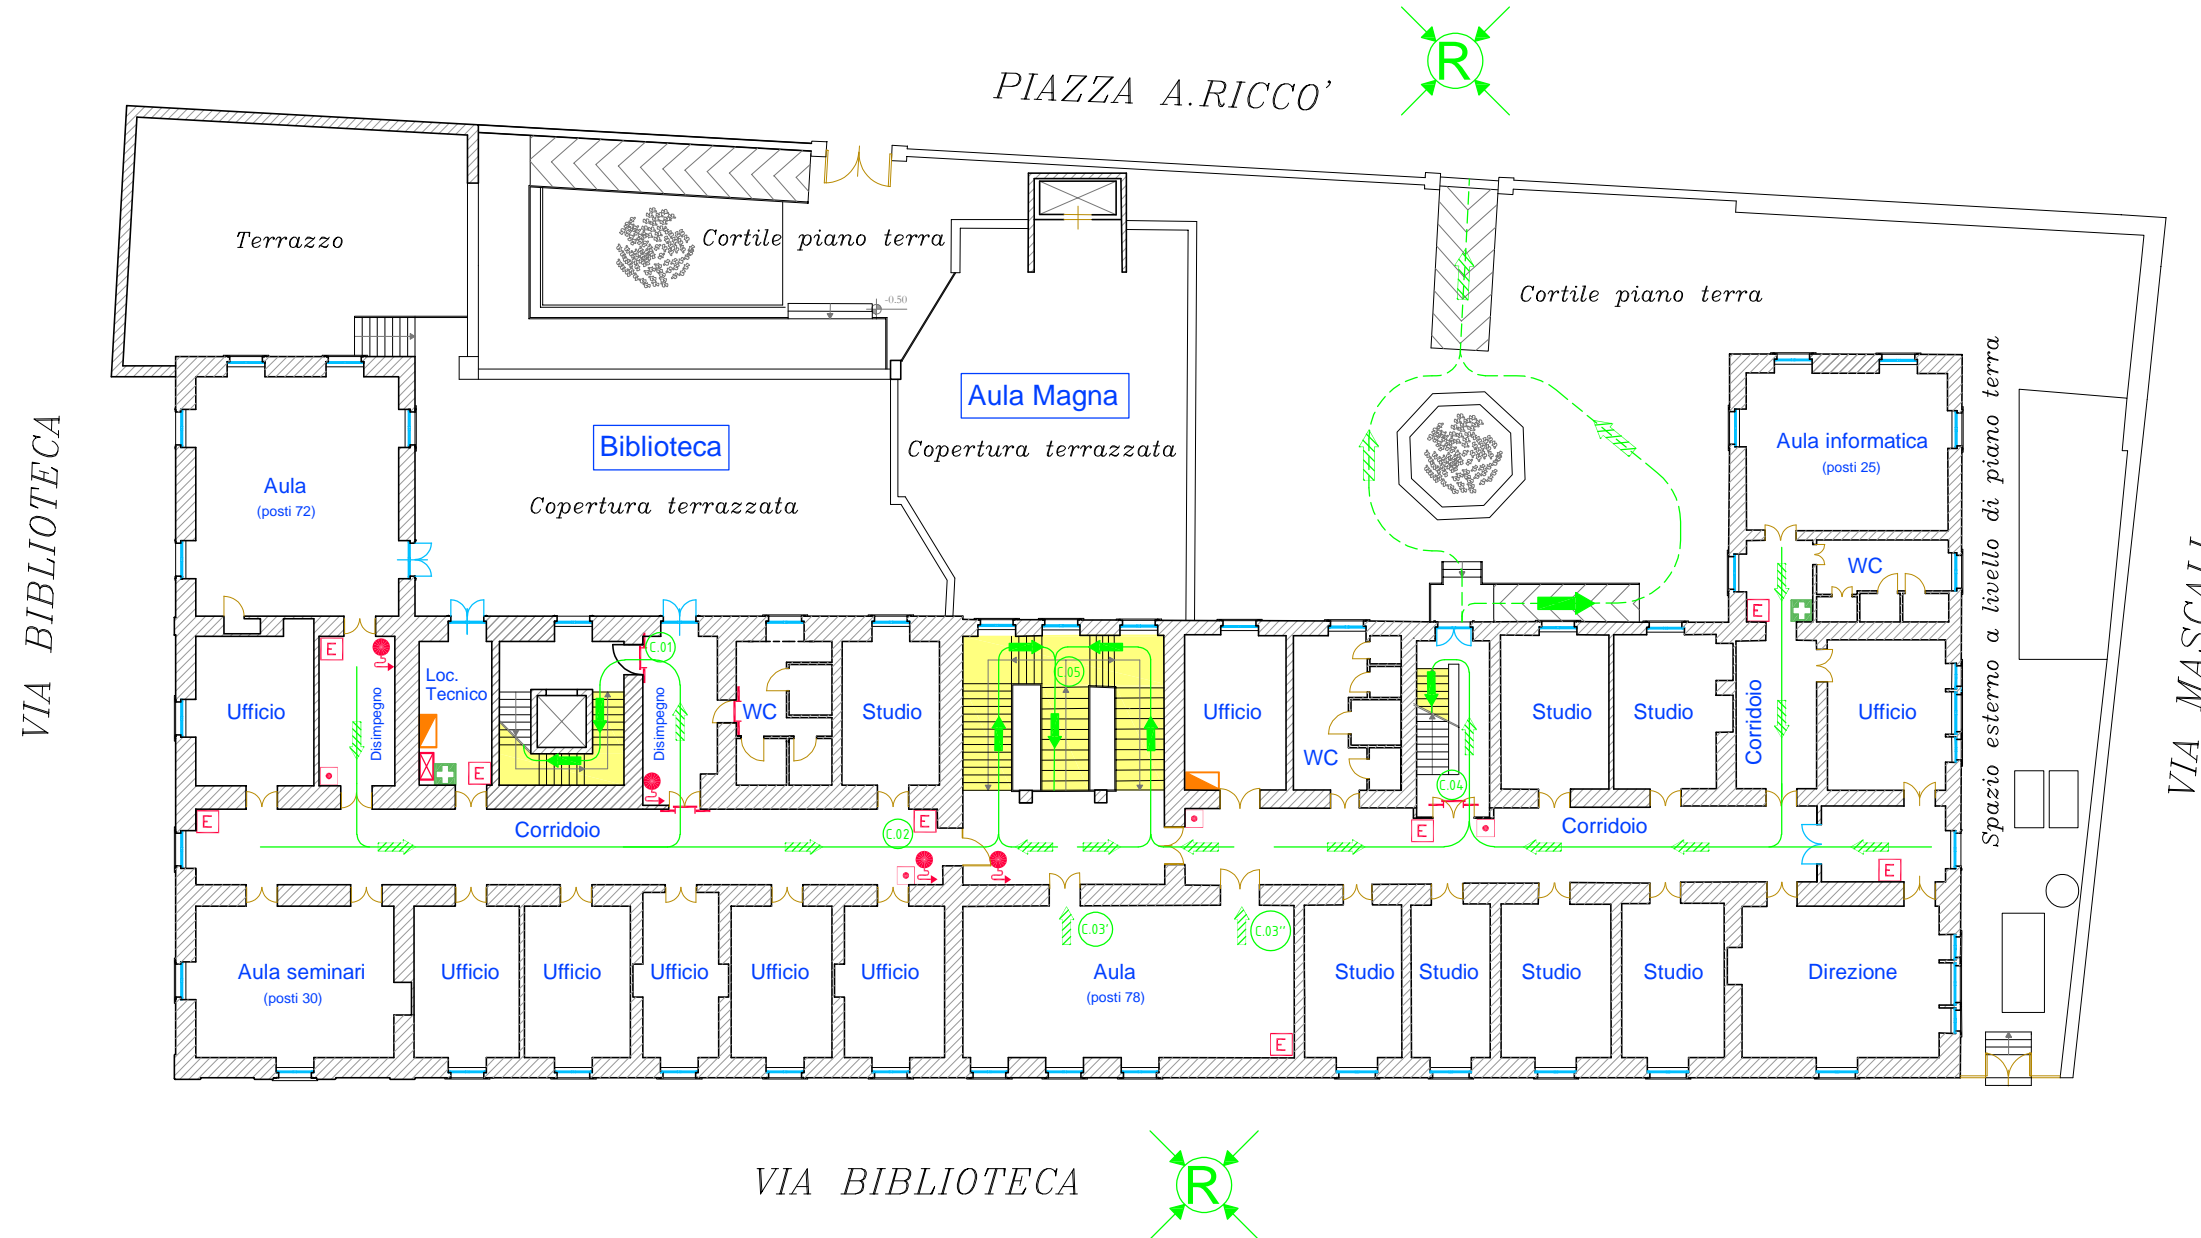 R
PIAZZA A.RICCO'
Terrazzo
Cortile piano terra
-0.50
Cortile piano terra
Aula Magna
Copertura terrazzata
Biblioteca
Copertura terrazzata
Aula
(posti 72)
Aula informatica
(posti 25)
WC
VIA BIBLIOTECA
Spazio esterno a livello di piano terra
VIA MASCALI
E
Disimpegno
Loc.
Tecnico
E
C.01
Disimpegno
WC
Studio
C.05
Ufficio
WC
C.04
Studio
Studio
Corridoio
E
Ufficio
Ufficio
E
Corridoio
C.02
E
E
Corridoio
E
Aula seminari
(posti 30)
Ufficio
Ufficio
Ufficio
Ufficio
Ufficio
C.03'
C.03''
Aula
(posti 78)
E
Studio
Studio
Studio
Studio
Direzione
VIA BIBLIOTECA
R